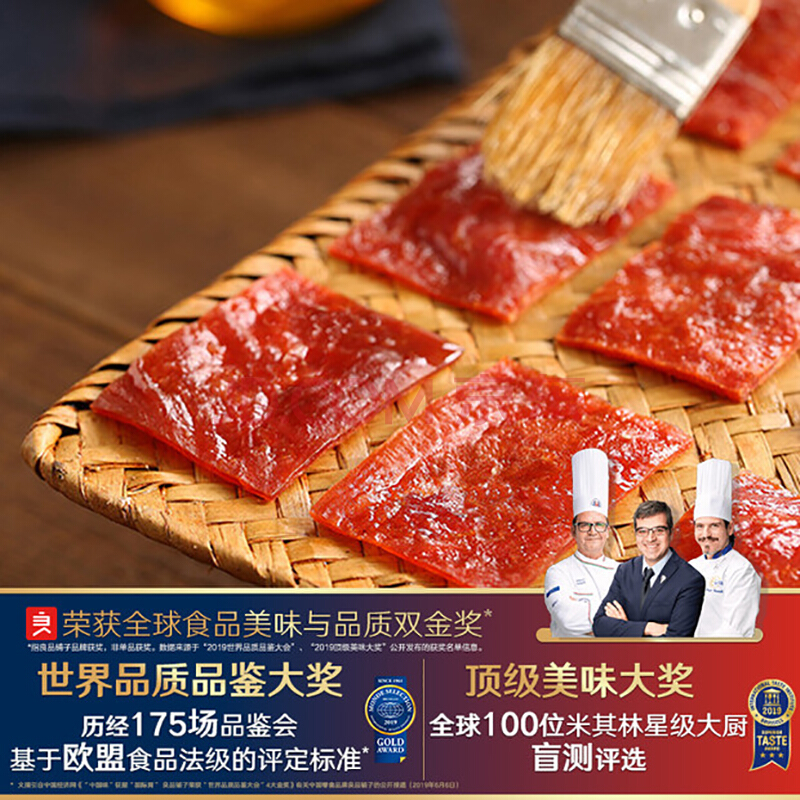 荣获全球食品美味与品质双金奖*
*指良品铺子品牌获奖，非单品获奖。数据来源于“2019世界品质品鉴大会”、“2019顶级美味大奖”公开发布的获奖名单信息。
世界品质品鉴大奖
历经175场品鉴会
基于欧盟食品法级的评定标准*
MONDE SELECTION
2019
GOLD
AWARD
顶级美味大奖
全球100位米其林星级大厨
盲测评选
2019
SUPERIOR
TASTE
AWARD